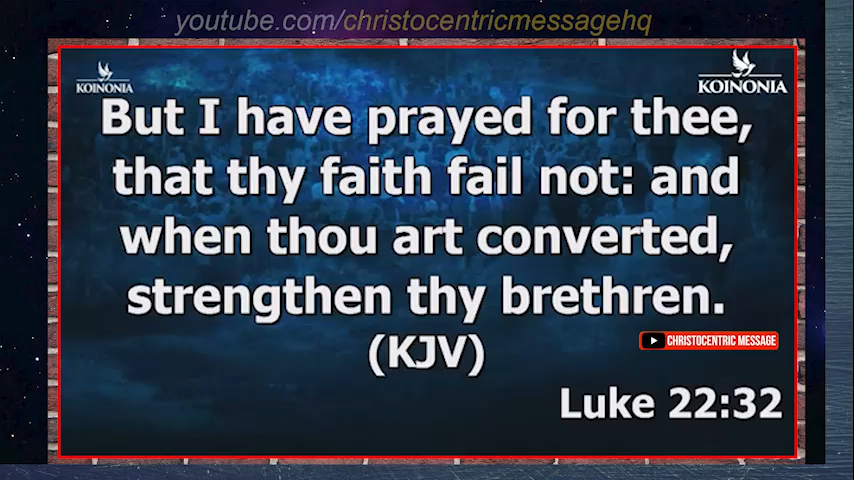 youtube.com/christocentricmessagehq
KOINONIA
KOINONIA
But I have prayed for thee,
that thy faith fail not: and
when thou art converted,
strengthen thy brethren.
(KJV)
CHRISTOCENTRIC MESSAGE
Luke 22:32